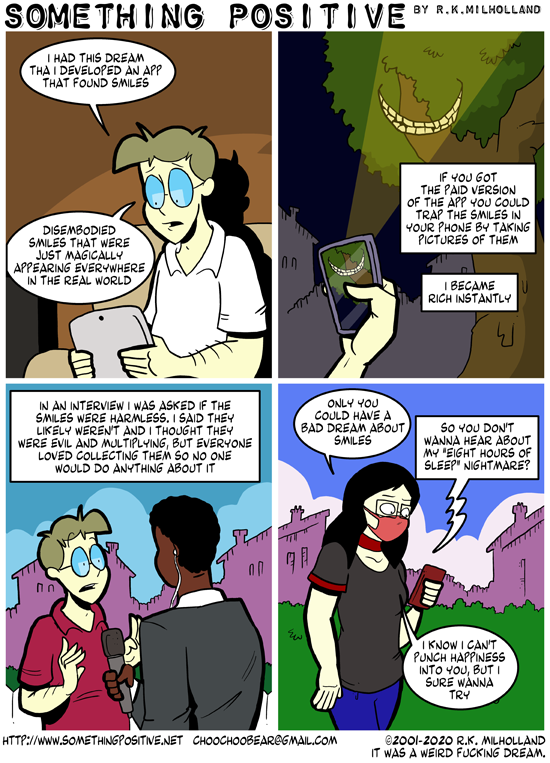 SOMETHING POSITIVE BY R.K.MILHOLLAND
I HAD THIS DREAM
THA I DEVELOPED AN APP
THAT FOUND SMILES
DISEMBODIED
SMILES THAT WERE
JUST MAGICALLY
APPEARING EVERYWHERE
IN THE REAL WORLD
IF YOU GOT
THE PAID VERSION
OF THE APP YOU COULD
TRAP THE SMILES IN
YOUR PHONE BY TAKING
PICTURES OF THEM
I BECAME
RICH INSTANTLY
IN AN INTERVIEW I WAS ASKED IF THE
SMILES WERE HARMLESS. I SAID THEY
LIKELY WEREN'T AND I THOUGHT THEY
WERE EVIL AND MULTIPLYING, BUT EVERYONE
LOVED COLLECTING THEM SO NO ONE
WOULD DO ANYTHING ABOUT IT
ONLY YOU
COULD HAVE A
BAD DREAM ABOUT
SMILES
SO YOU DON'T
WANNA HEAR ABOUT
MY "EIGHT HOURS OF
SLEEP" NIGHTMARE?
I KNOW I CAN'T
PUNCH HAPPINESS
INTO YOU, BUT I
SURE WANNA
TRY
HTTP://WWW.SOMETHINGPOSITIVE.NET CHOOCHOOBEAR@GMAIL.COM
©2001-2020 R.K. MILHOLLAND
IT WAS A WEIRD FUCKING DREAM.